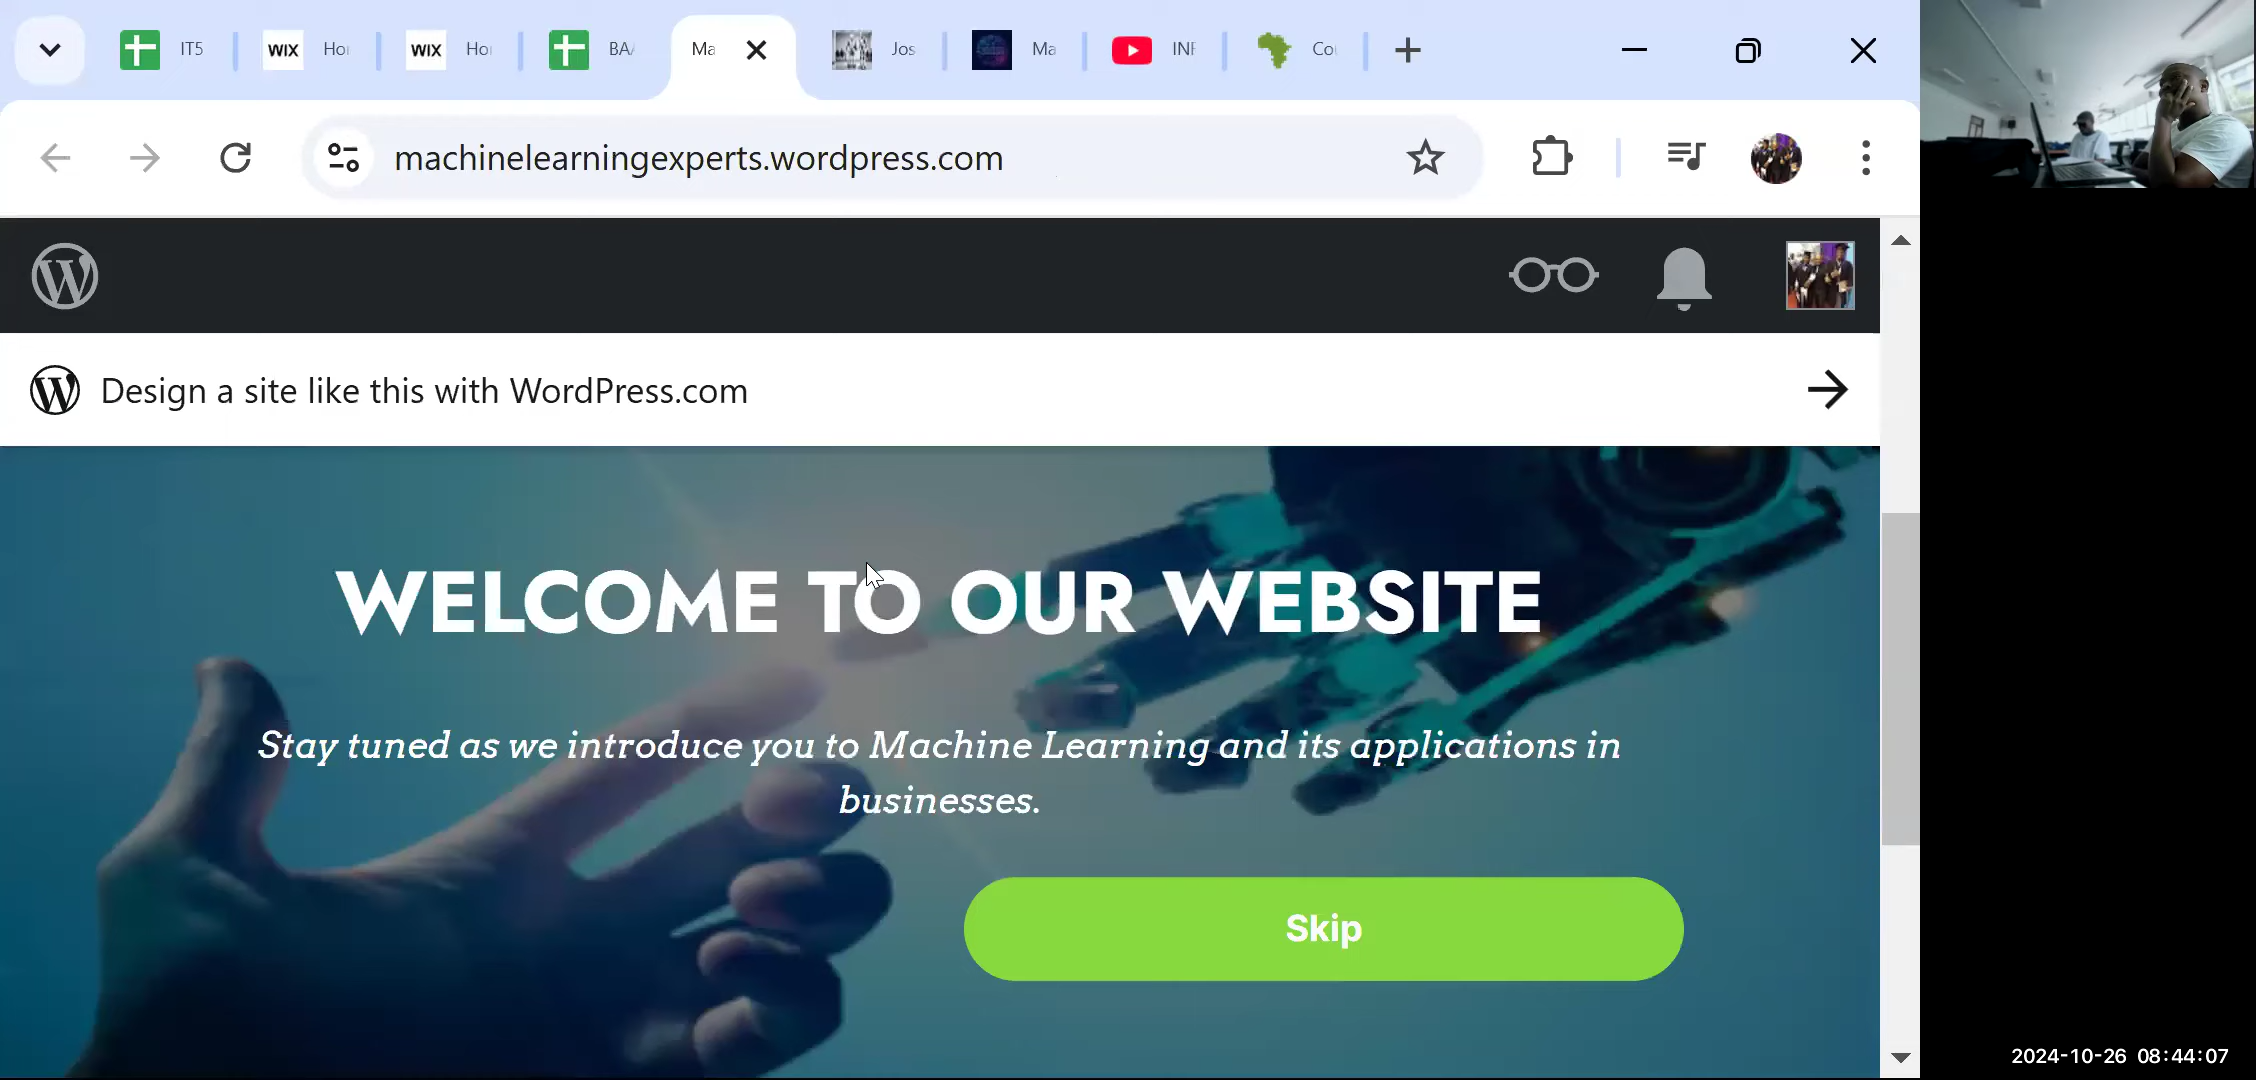 IT5
WIX
Ho
WIX
Ho
BA
Ma
Jos
Ma
INF
Co
machinelearningexperts.wordpress.com
Design a site like this with WordPress.com
WELCOME TO OUR WEBSITE
Stay tuned as we introduce you to Machine Learning and its applications in
businesses.
Skip
2024-10-26 08:44:07